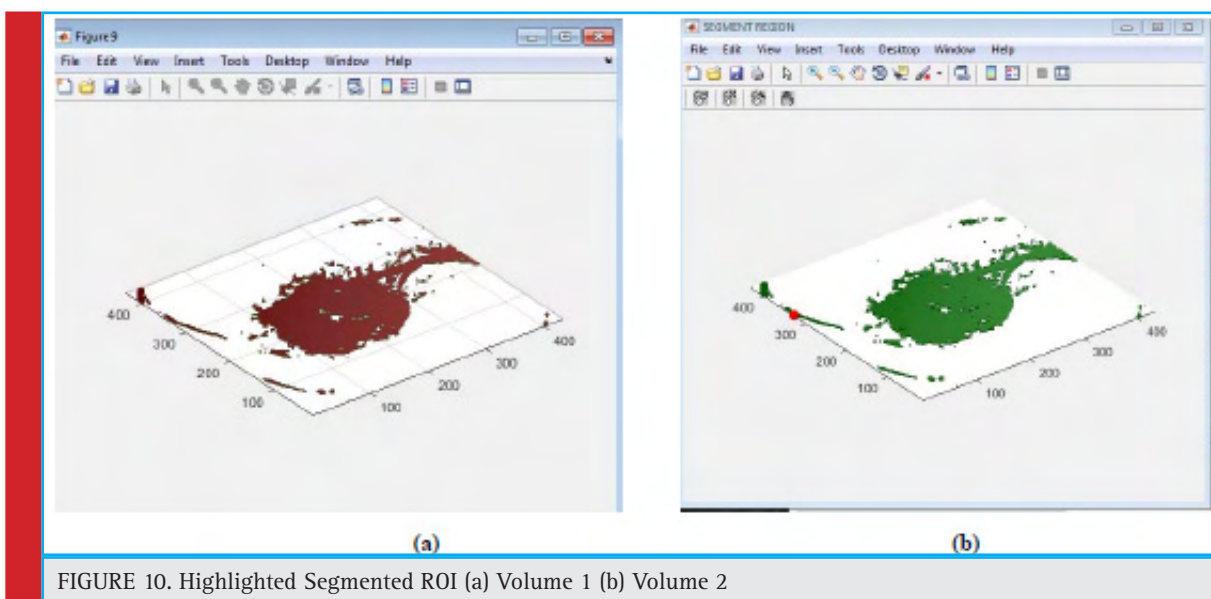 Figure 9
File Edit View Insert Tools Desktop Window Help
400
300
200
100
100
200
300
400
(a)
SEGMENT REGION
File Edit View Insert Tools Desktop Window Help
400
300
200
100
100
200
300
400
(b)
FIGURE 10. Highlighted Segmented ROI (a) Volume 1 (b) Volume 2